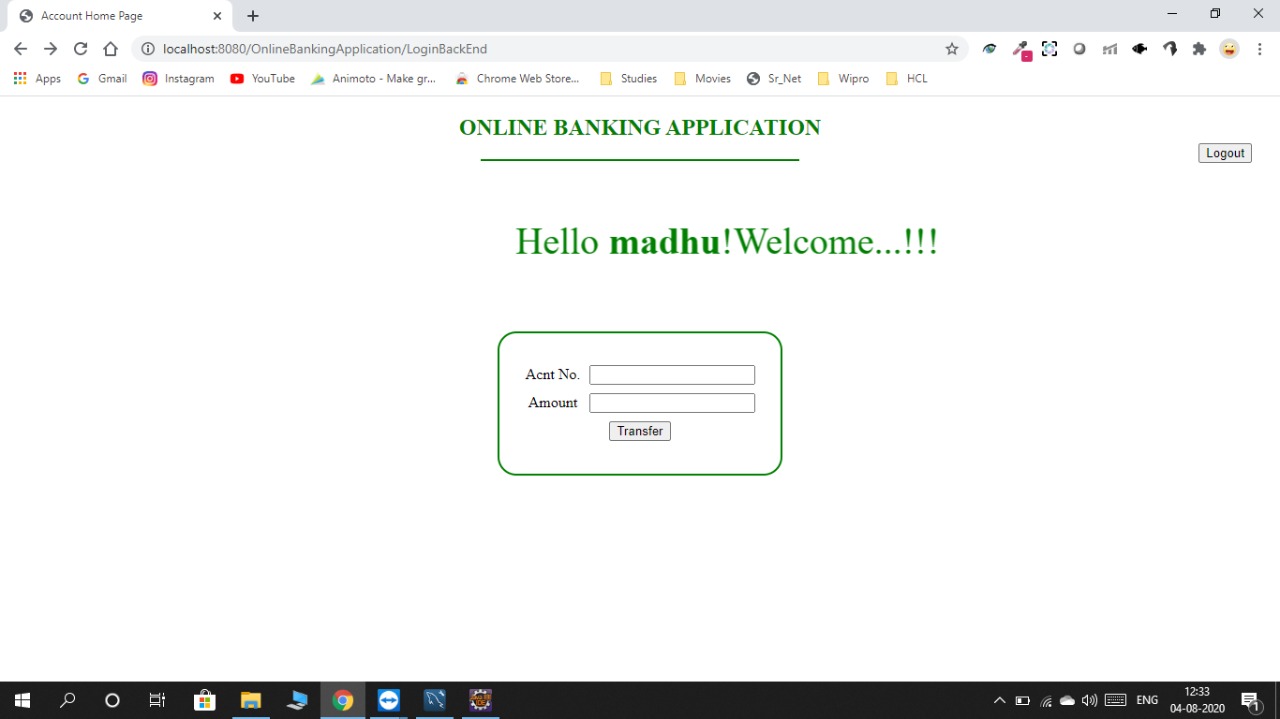 Account Home Page
localhost:8080/OnlineBankingApplication/LoginBackEnd
Apps Gmail Instagram YouTube Animoto - Make gr... Chrome Web Store... Studies Movies Sr_Net Wipro HCL
ONLINE BANKING APPLICATION
Logout
Hello madhu!Welcome...!!!
Acnt No.
Amount
Transfer
ENG
12:33
04-08-2020
1